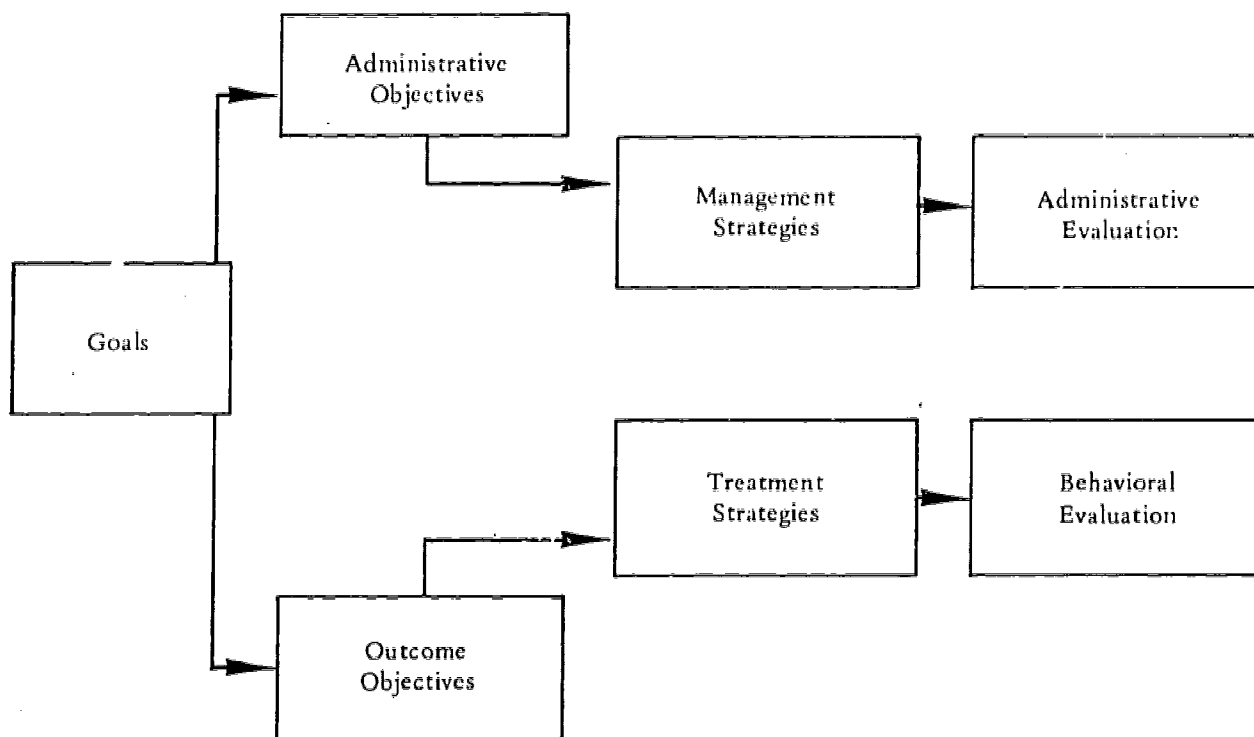 Administrative
Objectives
Management
Strategies
Administrative
Evaluation
Goals
Treatment
Strategies
Behavioral
Evaluation
Outcome
Objectives